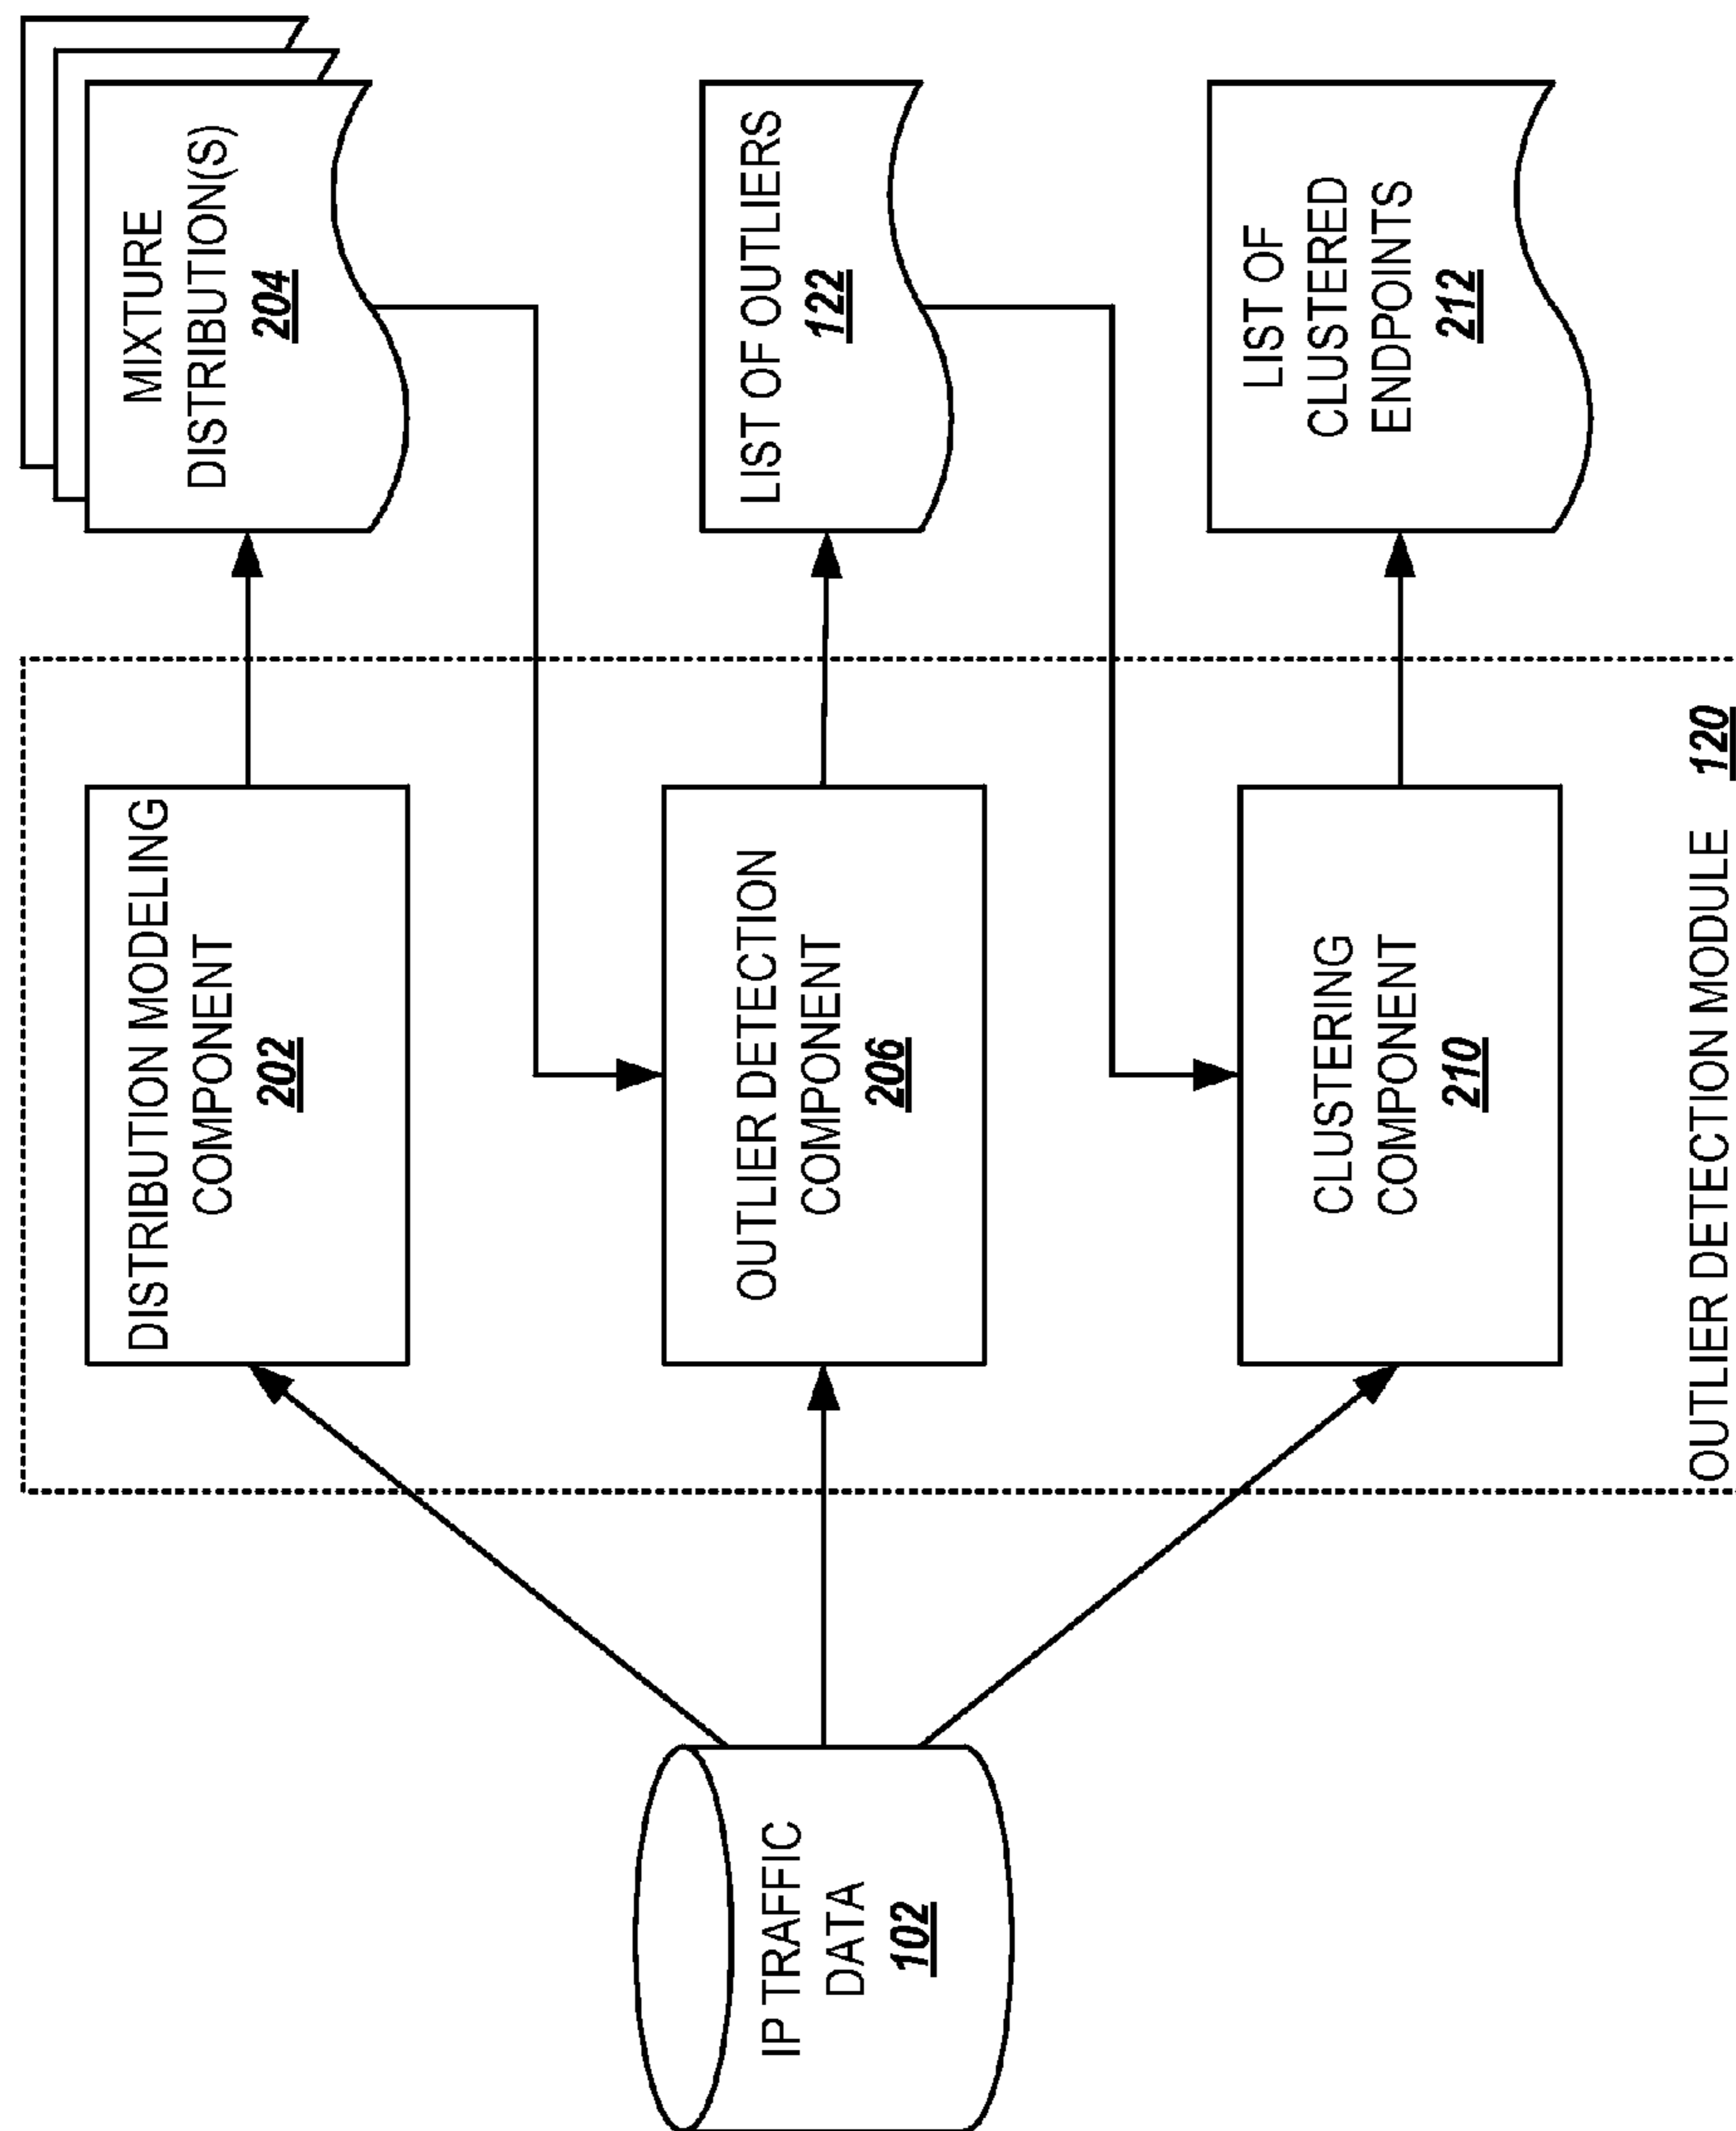 IP TRAFFIC
DATA
102
DISTRIBUTION MODELING
COMPONENT
202
OUTLIER DETECTION
COMPONENT
206
CLUSTERING
COMPONENT
210
OUTLIER DETECTION MODULE 120
MIXTURE
DISTRIBUTION(S)
204
LIST OF OUTLIERS
122
LIST OF
CLUSTERED
ENDPOINTS
212